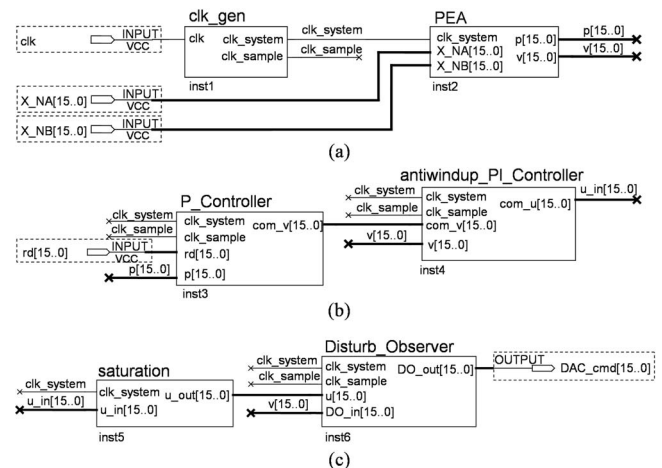 clk_gen
PEA
clk
INPUT
VCC
clk
clk_system
clk_sample
clk_system
clk_sample
clk_system
X_NA[15..0]
X_NB[15..0]
p[15..0]
v[15..0]
p[15..0]
v[15..0]
inst1
inst2
X_NA[15..0]
INPUT
VCC
X_NB[15..0]
INPUT
VCC
(a)
P_Controller
antiwindup_PI_Controller
clk_system
clk_sample
clk_system
clk_sample
rd[15..0]
p[15..0]
com_v[15..0]
rd[15..0]
INPUT
VCC
p[15..0]
inst3
clk_system
clk_sample
v[15..0]
clk_system
clk_sample
com_v[15..0]
v[15..0]
com_u[15..0]
u_in[15..0]
inst4
(b)
saturation
Disturb_Observer
clk_system
u_in[15..0]
clk_system
u_in[15..0]
u_out[15..0]
inst5
clk_system
clk_sample
v[15..0]
clk_system
clk_sample
u[15..0]
DO_in[15..0]
DO_out[15..0]
OUTPUT
DAC_cmd[15..0]
inst6
(c)